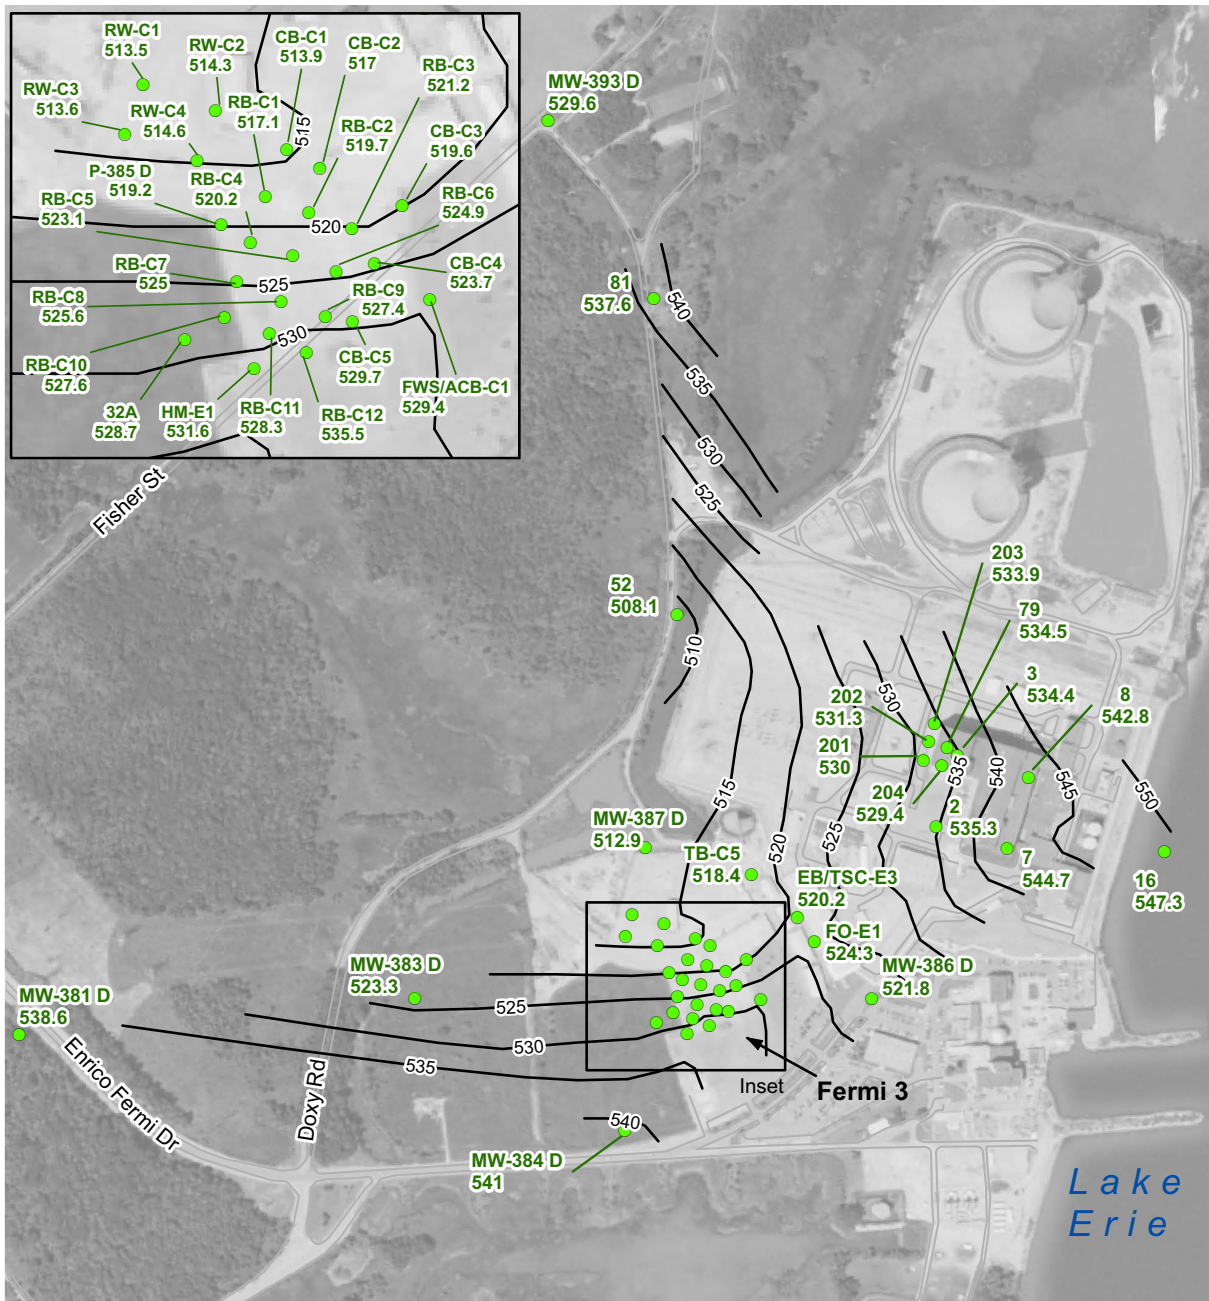 RW-C1
513.5
RW-C2
514.3
CB-C1
513.9
CB-C2
517
RB-C3
521.2
RW-C3
513.6
RW-C4
514.6
RB-C1
517.1
515
RB-C2
519.7
CB-C3
519.6
P-385 D
519.2
RB-C4
520.2
RB-C5
523.1
520
RB-C6
524.9
RB-C7
525
525
CB-C4
523.7
RB-C8
525.6
RB-C9
527.4
530
RB-C10
527.6
CB-C5
529.7
FWS/ACB-C1
529.4
32A
528.7
HM-E1
531.6
RB-C11
528.3
RB-C12
535.5
MW-393 D
529.6
81
537.6
540
535
530
525
Fisher St
52
508.1
510
203
533.9
79
534.5
3
534.4
8
542.8
202
531.3
530
201
530
204
529.4
535
540
545
550
2
535.3
7
544.7
16
547.3
515
520
525
MW-387 D
512.9
TB-C5
518.4
EB/TSC-E3
520.2
FO-E1
524.3
MW-386 D
521.8
MW-383 D
523.3
MW-381 D
538.6
525
530
535
Enrico Fermi Dr
Doxy Rd
Inset
Fermi 3
540
MW-384 D
541
Lake
Erie